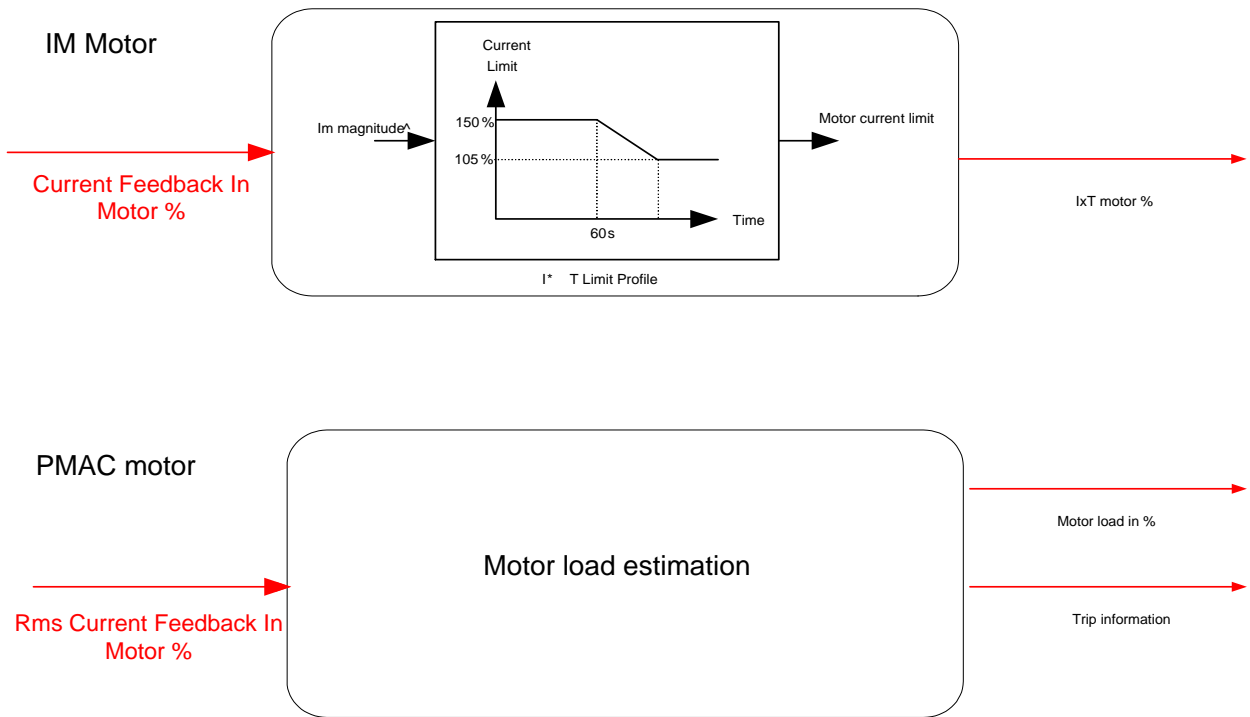 IM Motor
Current
Limit
Im magnitude^
150 %
105 %
60 s
Time
I* T Limit Profile
Motor current limit
Current Feedback In
Motor %
IxT motor %
PMAC motor
Motor load estimation
Rms Current Feedback In
Motor %
Motor load in %
Trip information